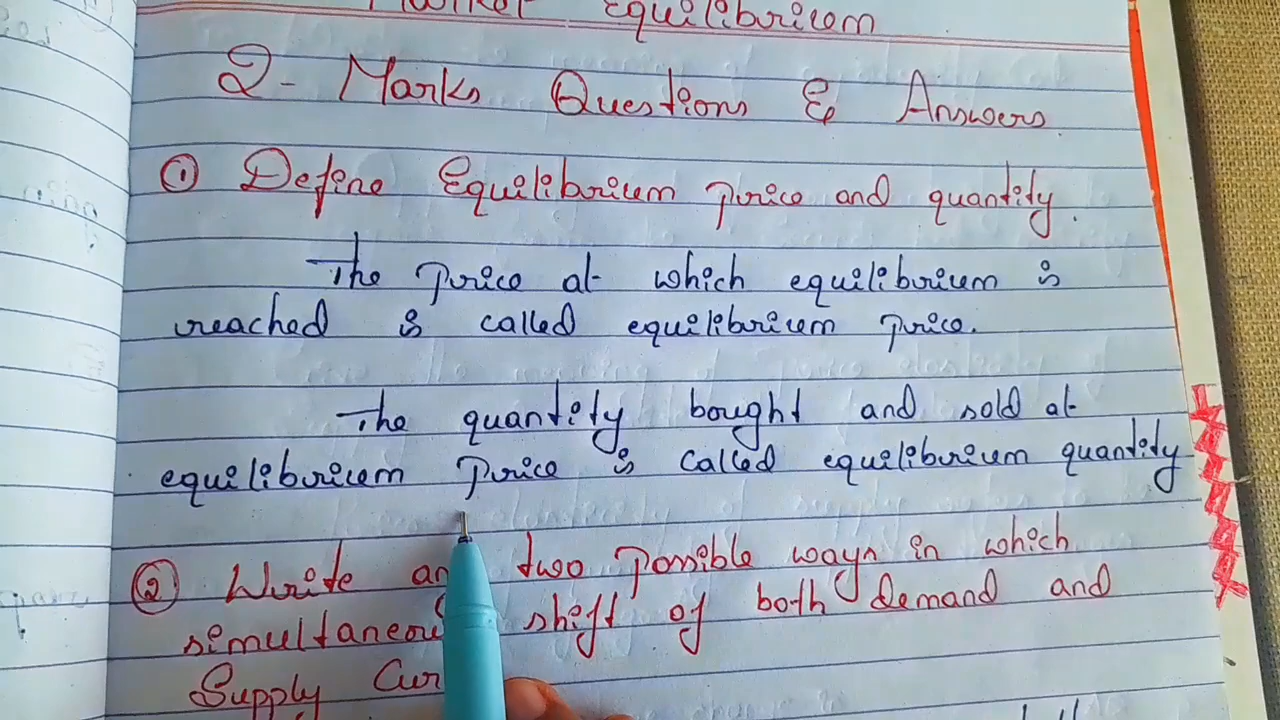 Market Equilibrium
2- Marks Questions & Answers
① Define Equilibrium price and quantity.
The price at which equilibrium is
reached is called equilibrium price.
The quantity bought and sold at
equilibrium price is called equilibrium quantity
② Write two possible ways in which
shift of both demand and
Supply